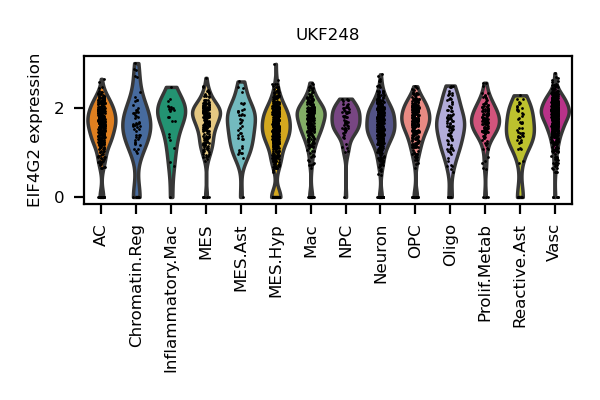 UKF248
EIF4G2 expression
2
0
AC
Chromatin.Reg
Inflammatory.Mac
MES
MES.Ast
MES.Hyp
Mac
NPC
Neuron
OPC
Oligo
Prolif.Metab
Reactive.Ast
Vasc